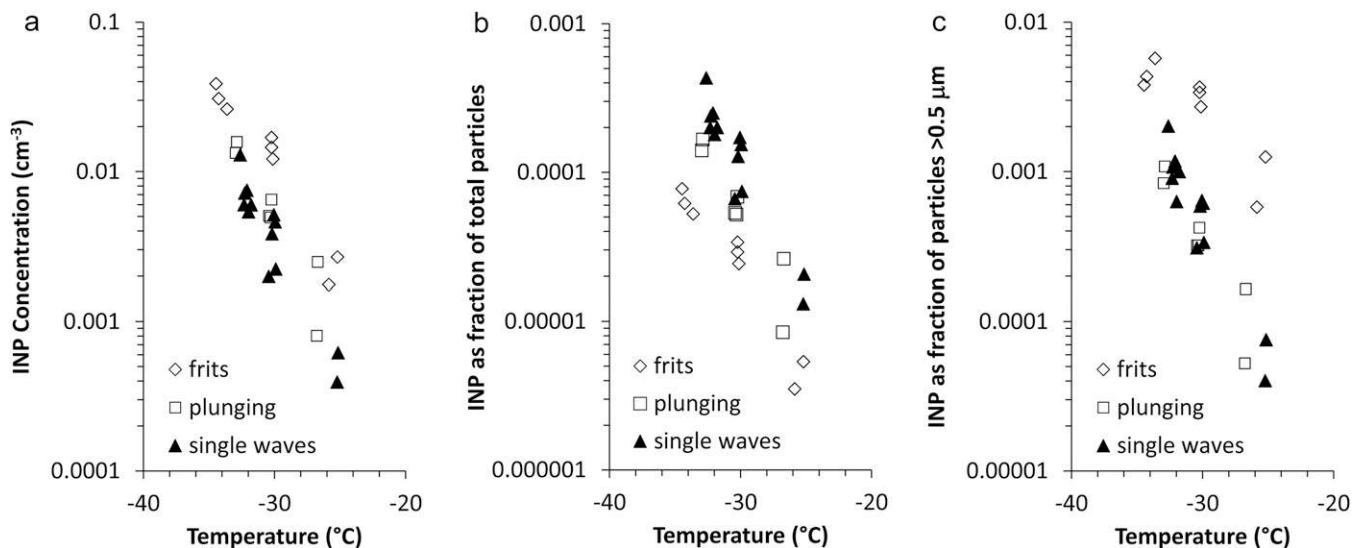 a
INP Concentration (cm⁻³)
0.1
0.01
0.001
0.0001
frits
plunging
single waves
-40 -30 -20
Temperature (°C)
b
INP as fraction of total particles
0.001
0.0001
0.00001
0.000001
frits
plunging
single waves
-40 -30 -20
Temperature (°C)
c
INP as fraction of particles >0.5 μm
0.01
0.001
0.0001
0.00001
frits
plunging
single waves
-40 -30 -20
Temperature (°C)